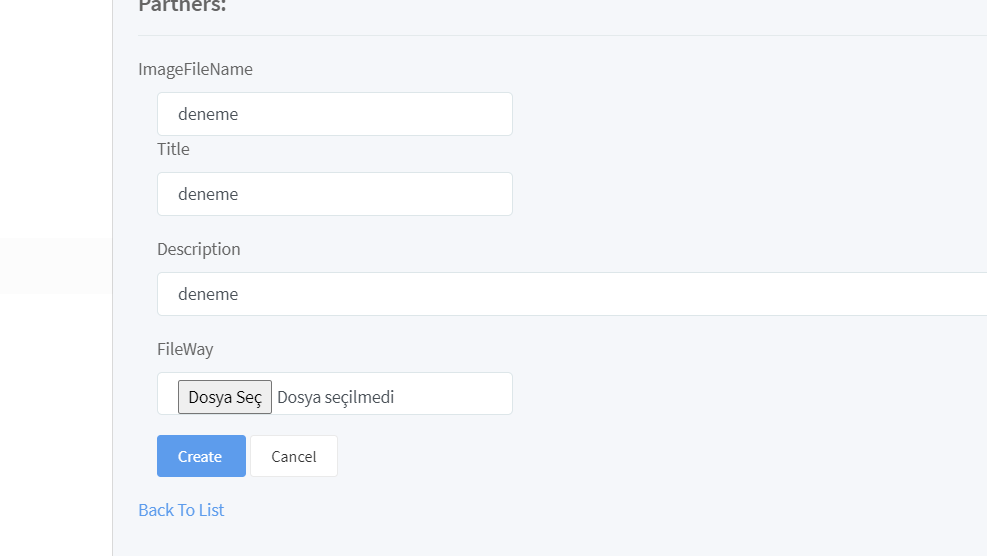 Partners:
ImageFileName
deneme
Title
deneme
Description
deneme
FileWay
Dosya Seç Dosya seçilmedi
Create Cancel
Back To List